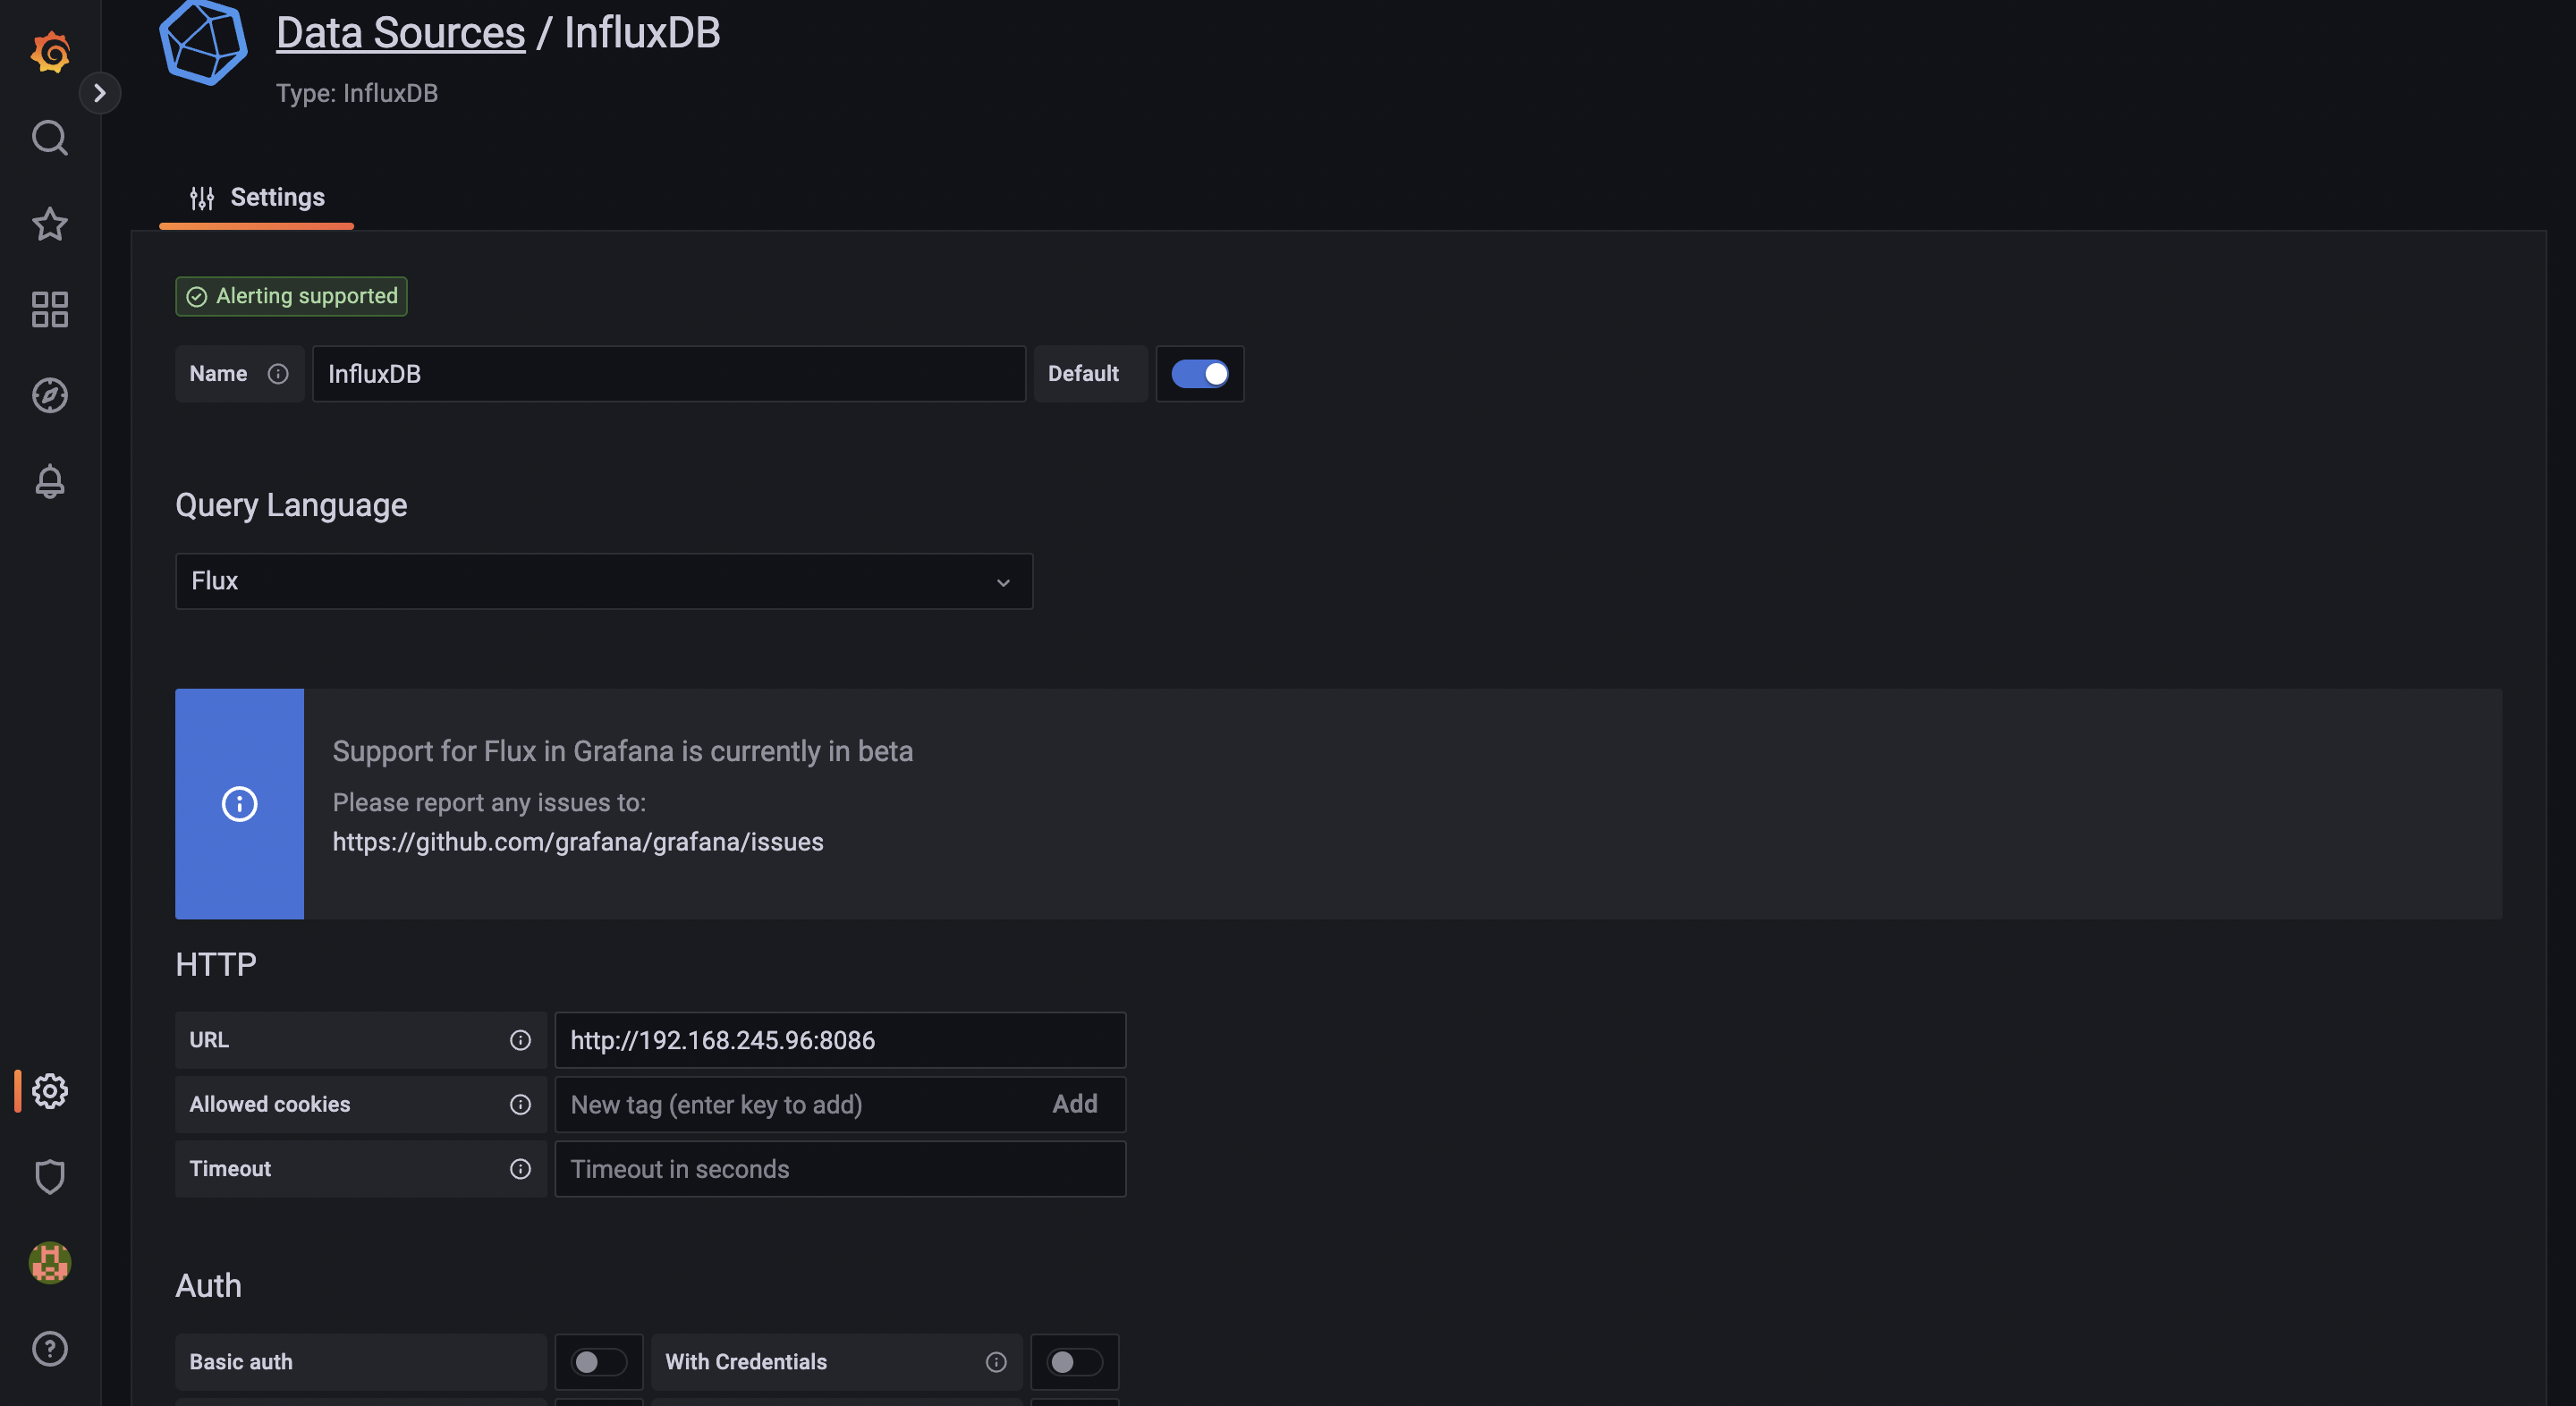 Data Sources / InfluxDB
Type: InfluxDB
Settings
Alerting supported
Name InfluxDB Default
Query Language
Flux
Support for Flux in Grafana is currently in beta
Please report any issues to:
https://github.com/grafana/grafana/issues
HTTP
URL http://192.168.245.96:8086
Allowed cookies New tag (enter key to add) Add
Timeout Timeout in seconds
Auth
Basic auth With Credentials